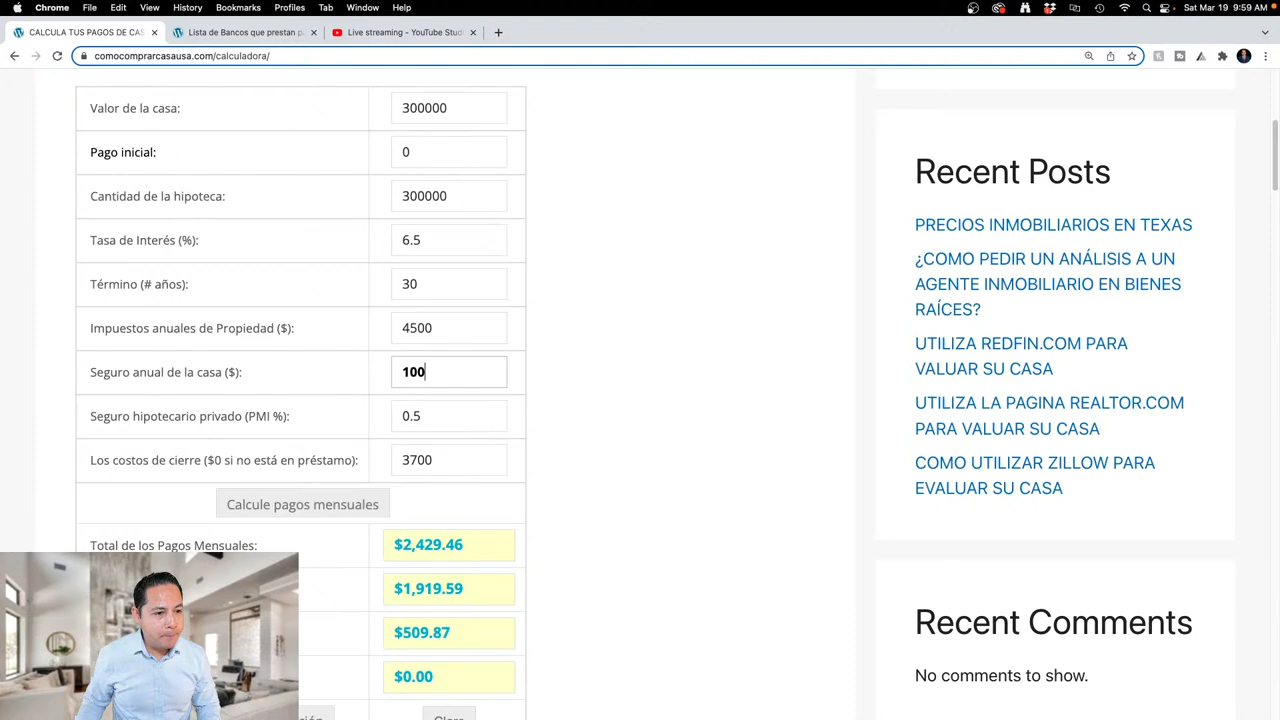 Chrome File Edit View History Bookmarks Profiles Tab Window Help Sat Mar 19 9:59 AM
CALCULA TUS PAGOS DE CAS
Lista de Bancos que prestan p
Live streaming - YouTube Stud
comocomprarcasausa.com/calculadora/
Valor de la casa: 300000
Pago inicial: 0
Cantidad de la hipoteca: 300000
Tasa de Interés (%): 6.5
Término (# años): 30
Impuestos anuales de Propiedad ($): 4500
Seguro anual de la casa ($): 100
Seguro hipotecario privado (PMI %): 0.5
Los costos de cierre ($0 si no está en préstamo): 3700
Calcule pagos mensuales
Total de los Pagos Mensuales: $2,429.46
$1,919.59
$509.87
$0.00
Recent Posts
PRECIOS INMOBILIARIOS EN TEXAS
¿COMO PEDIR UN ANÁLISIS A UN
AGENTE INMOBILIARIO EN BIENES
RAÍCES?
UTILIZA REDFIN.COM PARA
VALUAR SU CASA
UTILIZA LA PAGINA REALTOR.COM
PARA VALUAR SU CASA
COMO UTILIZAR ZILLOW PARA
EVALUAR SU CASA
Recent Comments
No comments to show.